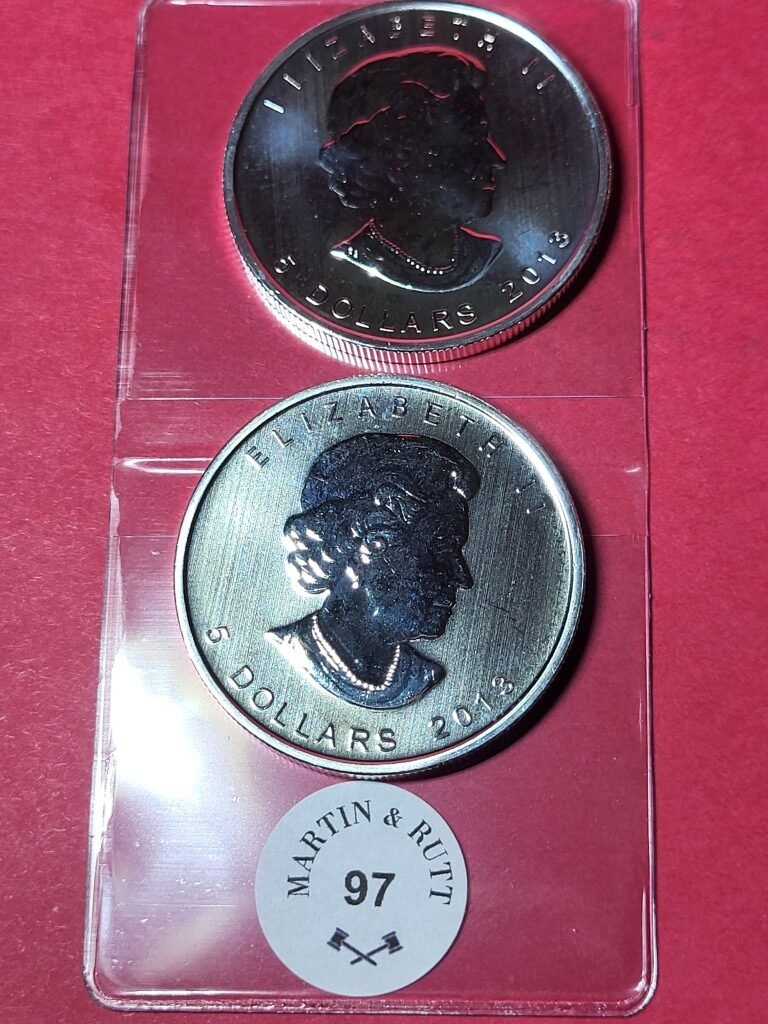 ELIZABETH II
5 DOLLARS 2013
ELIZABETH II
5 DOLLARS 2013
MARTIN & RUTT
97